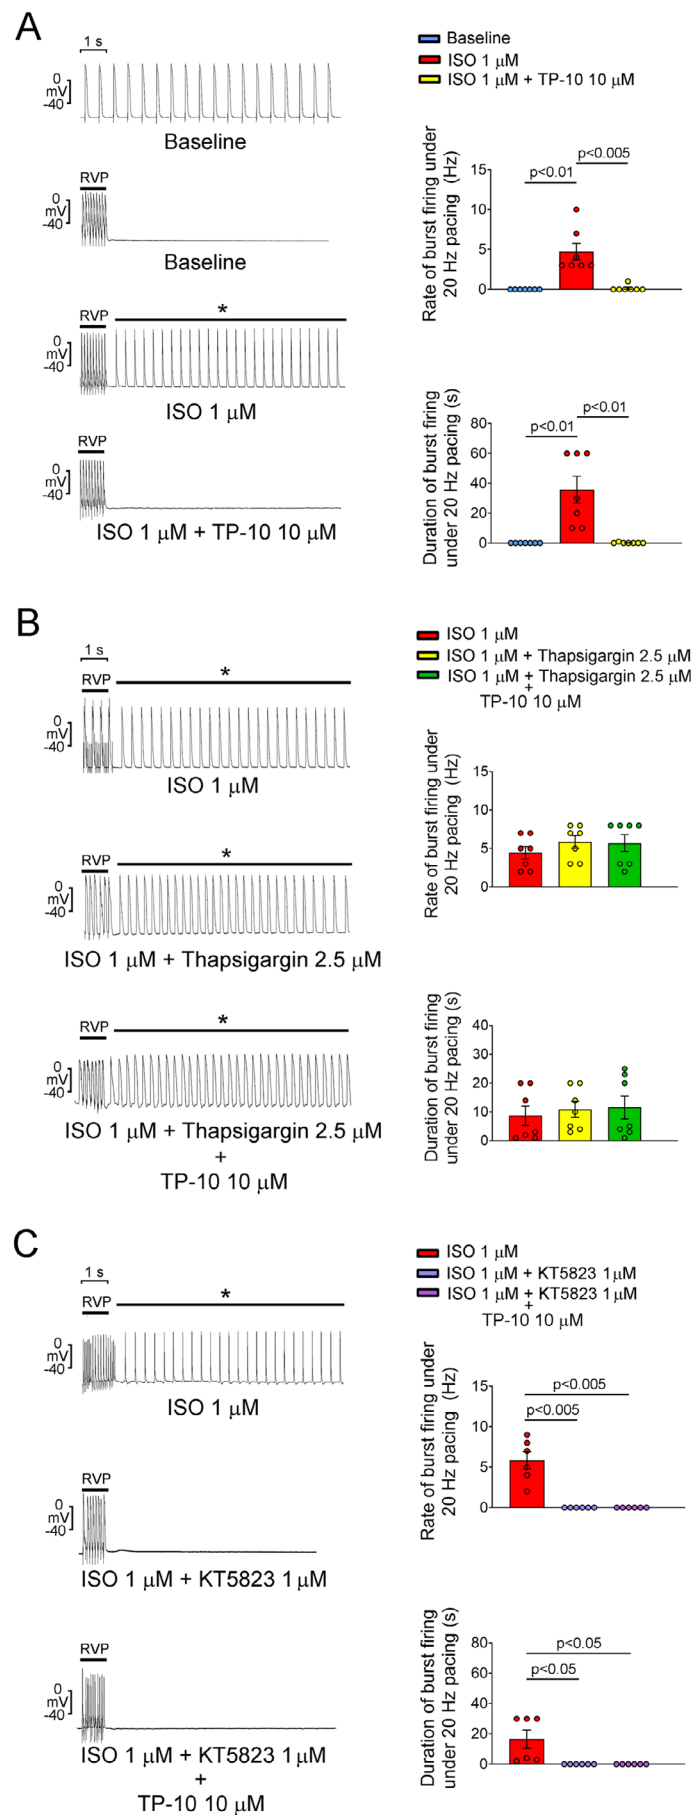 A
1 s
0
mV
-40
Baseline
RVP
0
mV
-40
Baseline
RVP
*
0
mV
-40
ISO 1 μM
RVP
0
mV
-40
ISO 1 μM + TP-10 10 μM
Baseline
ISO 1 μM
ISO 1 μM + TP-10 10 μM
Rate of burst firing under
20 Hz pacing (Hz)
15
10
5
0
p<0.01
p<0.005
Duration of burst firing
under 20 Hz pacing (s)
80
60
40
20
0
p<0.01
p<0.01
B
1 s
RVP
*
0
mV
-40
ISO 1 μM
RVP
*
0
mV
-40
ISO 1 μM + Thapsigargin 2.5 μM
RVP
*
0
mV
-40
ISO 1 μM + Thapsigargin 2.5 μM
+
TP-10 10 μM
ISO 1 μM
ISO 1 μM + Thapsigargin 2.5 μM
ISO 1 μM + Thapsigargin 2.5 μM
+
TP-10 10 μM
Rate of burst firing under
20 Hz pacing (Hz)
15
10
5
0
Duration of burst firing
under 20 Hz pacing (s)
40
30
20
10
0
C
1 s
RVP
*
0
mV
-40
ISO 1 μM
RVP
0
mV
-40
ISO 1 μM + KT5823 1μM
RVP
0
mV
-40
ISO 1 μM + KT5823 1μM
+
TP-10 10 μM
ISO 1 μM
ISO 1 μM + KT5823 1μM
ISO 1 μM + KT5823 1μM
+
TP-10 10 μM
Rate of burst firing under
20 Hz pacing (Hz)
15
10
5
0
p<0.005
p<0.005
Duration of burst firing
under 20 Hz pacing (s)
80
60
40
20
0
p<0.05
p<0.05